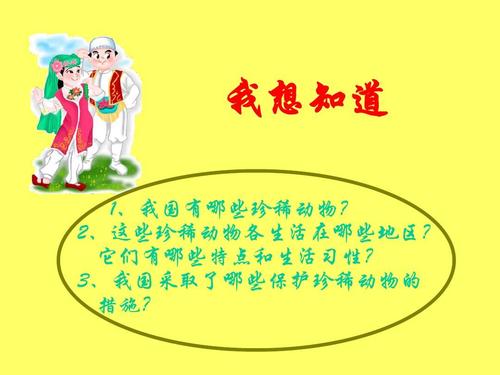 我想知道
1、我国有哪些珍稀动物?
2、这些珍稀动物各生活在哪些地区?
它们有哪些特点和生活习性?
3、我国采取了哪些保护珍稀动物的
措施?